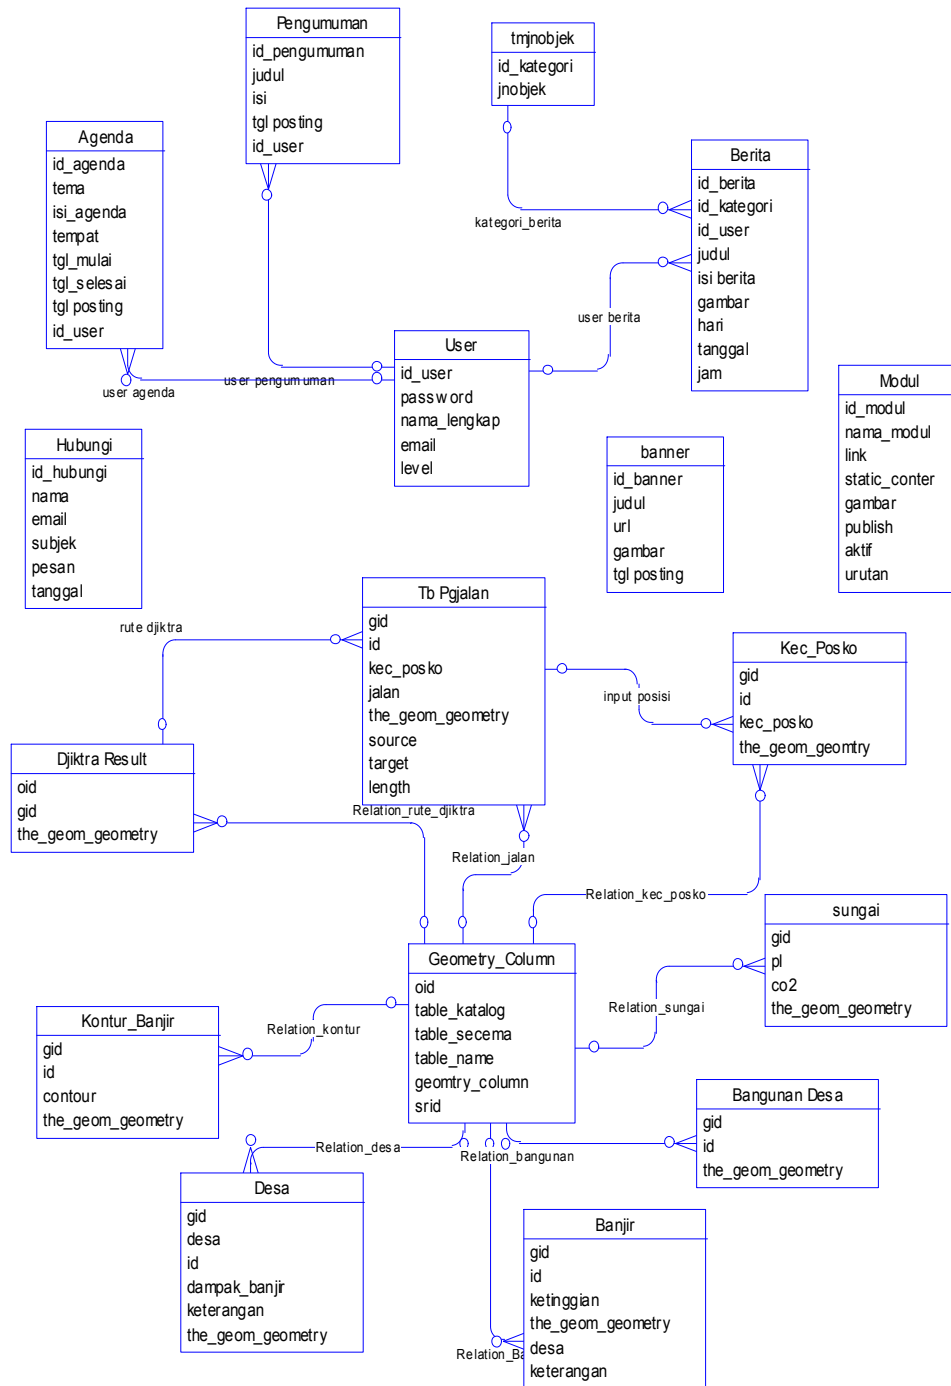 Pengumuman
id_pengumuman
judul
isi
tgl posting
id_user
tmjnobjek
id_kategori
jnobjek
Agenda
id_agenda
tema
isi_agenda
tempat
tgl_mulai
tgl_selesai
tgl posting
id_user
Berita
id_berita
id_kategori
id_user
judul
isi berita
gambar
hari
tanggal
jam
kategori_berita
user berita
User
id_user
password
nama_lengkap
email
level
user agenda
user pengumuman
Modul
id_modul
nama_modul
link
static_conter
gambar
publish
aktif
urutan
Hubungi
id_hubungi
nama
email
subjek
pesan
tanggal
banner
id_banner
judul
url
gambar
tgl posting
rute djiktra
Tb Pgjalan
gid
id
kec_posko
jalan
the_geom_geometry
source
target
length
input posisi
Kec_Posko
gid
id
kec_posko
the_geom_geomtry
Djiktra Result
oid
gid
the_geom_geometry
Relation_rute_djiktra
Relation_jalan
Relation_kec_posko
sungai
gid
pl
co2
the_geom_geometry
Geometry_Column
oid
table_katalog
table_secema
table_name
geomtry_column
srid
Relation_sungai
Relation_kontur
Kontur_Banjir
gid
id
contour
the_geom_geometry
Bangunan Desa
gid
id
the_geom_geometry
Relation_desa
Relation_bangunan
Desa
gid
desa
id
dampak_banjir
keterangan
the_geom_geometry
Banjir
gid
id
ketinggian
the_geom_geometry
desa
keterangan